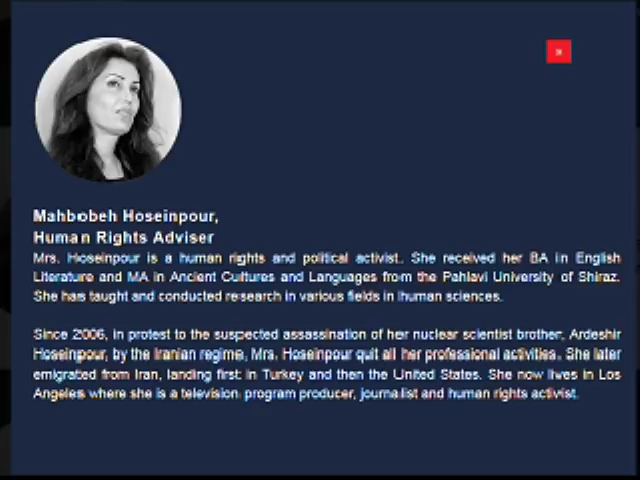 Mahbobeh Hoseinpour,
Human Rights Adviser
Mrs. Hoseinpour is a human rights and political activist. She received her BA in English
Literature and MA in Ancient Cultures and Languages from the Pahlavi University of Shiraz.
She has taught and conducted research in various fields in human sciences.
Since 2006, in protest to the suspected assassination of her nuclear scientist brother, Ardeshir
Hoseinpour, by the Iranian regime, Mrs. Hoseinpour quit all her professional activities. She later
emigrated from Iran, landing first in Turkey and then the United States. She now lives in Los
Angeles where she is a television program producer, journalist and human rights activist.